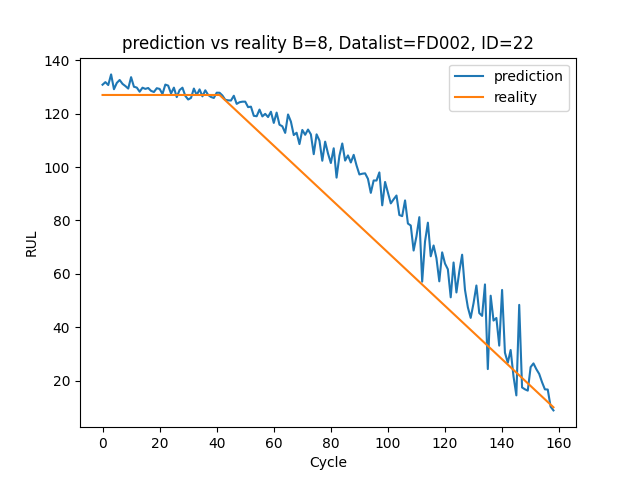 prediction vs reality B=8, Datalist=FD002, ID=22
prediction
reality
RUL
140
120
100
80
60
40
20
0 20 40 60 80 100 120 140 160
Cycle